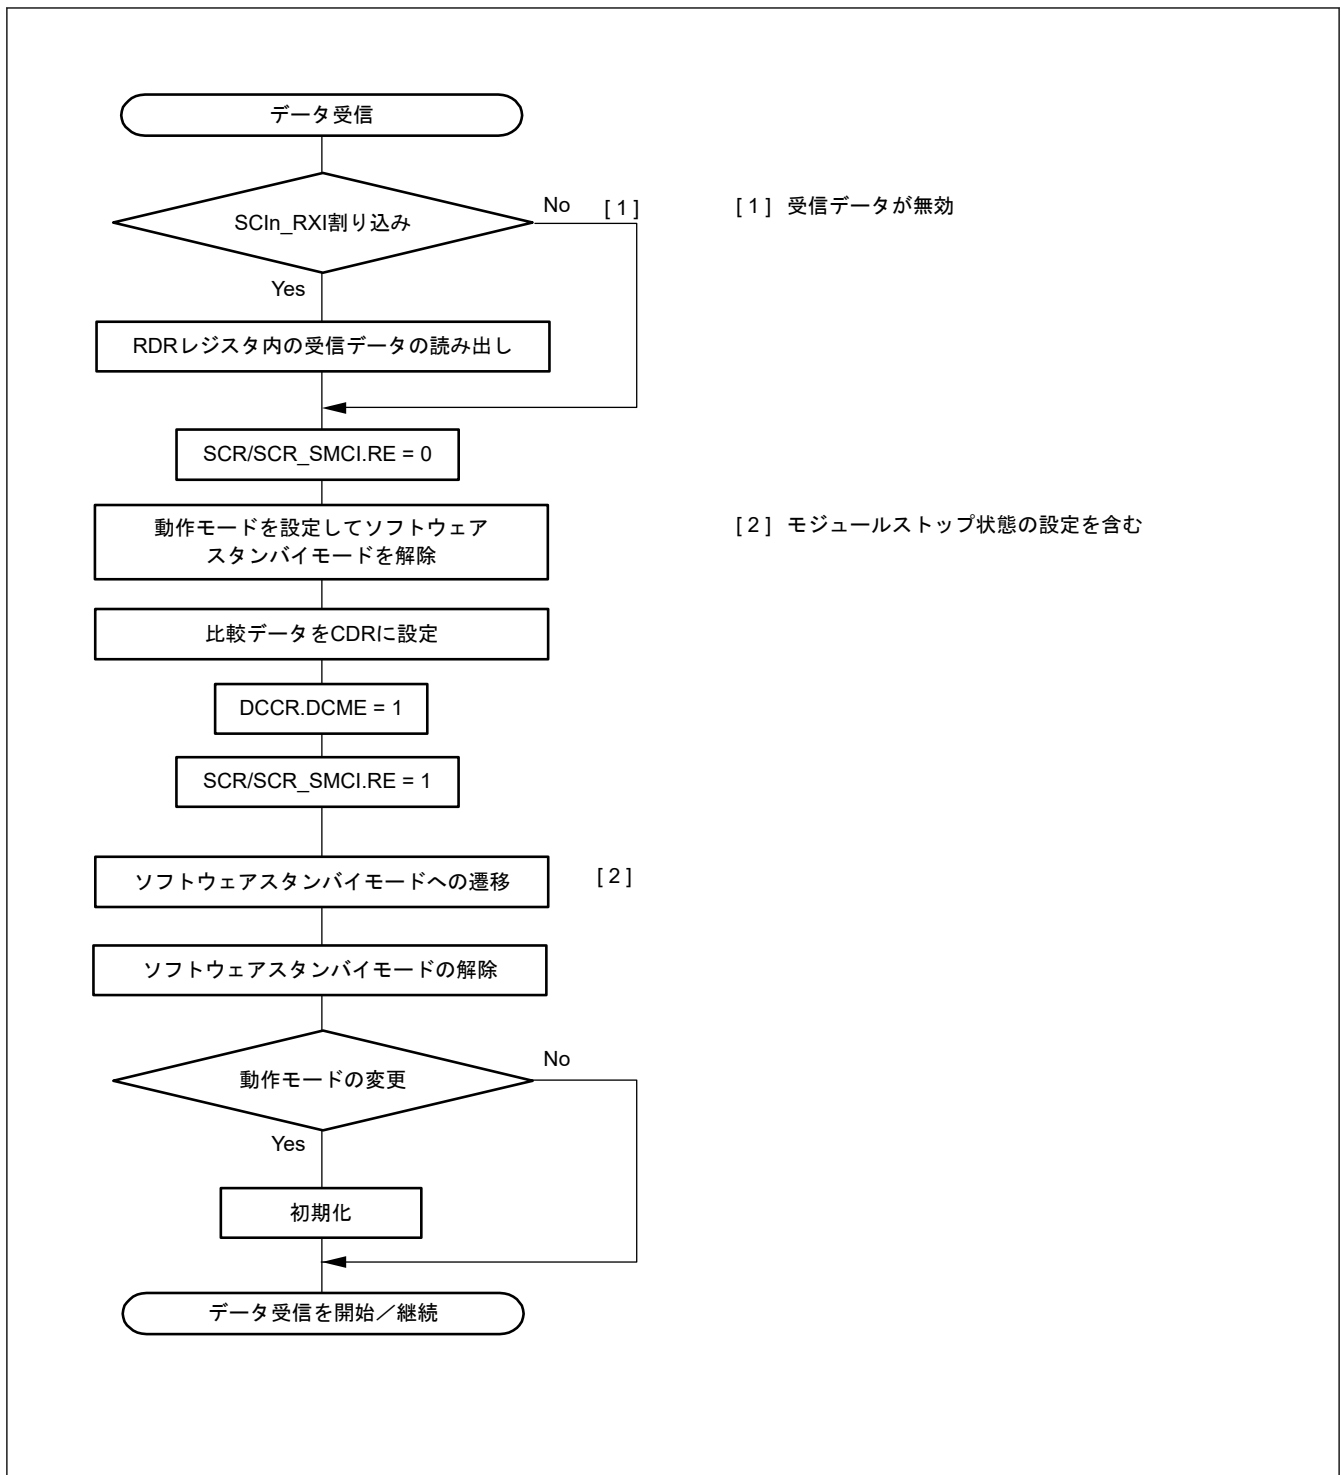 データ受信
SCIn_RXI割り込み
No
[ 1 ]
[ 1 ] 受信データが無効
Yes
RDRレジスタ内の受信データの読み出し
SCR/SCR_SMCI.RE = 0
動作モードを設定してソフトウェア
スタンバイモードを解除
[ 2 ] モジュールストップ状態の設定を含む
比較データをCDRに設定
DCCR.DCME = 1
SCR/SCR_SMCI.RE = 1
ソフトウェアスタンバイモードへの遷移
[ 2 ]
ソフトウェアスタンバイモードの解除
動作モードの変更
No
Yes
初期化
データ受信を開始／継続